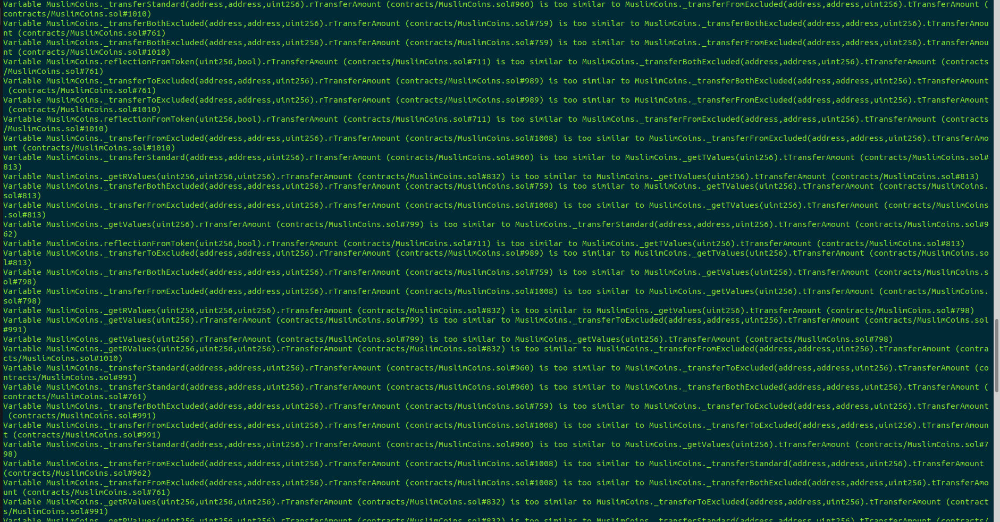 Variable MuslimCoins._transferStandard(address,address,uint256).rTransferAmount (contracts/MuslimCoins.sol#960) is too similar to MuslimCoins._transferFromExcluded(address,address,uint256).tTransferAmount (
contracts/MuslimCoins.sol#1010)
Variable MuslimCoins._transferBothExcluded(address,address,uint256).rTransferAmount (contracts/MuslimCoins.sol#759) is too similar to MuslimCoins._transferBothExcluded(address,address,uint256).tTransferAmou
nt (contracts/MuslimCoins.sol#761)
Variable MuslimCoins._transferBothExcluded(address,address,uint256).rTransferAmount (contracts/MuslimCoins.sol#759) is too similar to MuslimCoins._transferFromExcluded(address,address,uint256).tTransferAmou
nt (contracts/MuslimCoins.sol#1010)
Variable MuslimCoins.reflectionFromToken(uint256,bool).rTransferAmount (contracts/MuslimCoins.sol#711) is too similar to MuslimCoins._transferBothExcluded(address,address,uint256).tTransferAmount (contracts
/MuslimCoins.sol#761)
Variable MuslimCoins._transferToExcluded(address,address,uint256).rTransferAmount (contracts/MuslimCoins.sol#989) is too similar to MuslimCoins._transferBothExcluded(address,address,uint256).tTransferAmount
 (contracts/MuslimCoins.sol#761)
Variable MuslimCoins._transferToExcluded(address,address,uint256).rTransferAmount (contracts/MuslimCoins.sol#989) is too similar to MuslimCoins._transferFromExcluded(address,address,uint256).tTransferAmount
 (contracts/MuslimCoins.sol#1010)
Variable MuslimCoins.reflectionFromToken(uint256,bool).rTransferAmount (contracts/MuslimCoins.sol#711) is too similar to MuslimCoins._transferFromExcluded(address,address,uint256).tTransferAmount (contracts
/MuslimCoins.sol#1010)
Variable MuslimCoins._transferFromExcluded(address,address,uint256).rTransferAmount (contracts/MuslimCoins.sol#1008) is too similar to MuslimCoins._transferFromExcluded(address,address,uint256).tTransferAmo
unt (contracts/MuslimCoins.sol#1010)
Variable MuslimCoins._transferStandard(address,address,uint256).rTransferAmount (contracts/MuslimCoins.sol#960) is too similar to MuslimCoins._getTValues(uint256).tTransferAmount (contracts/MuslimCoins.sol#
813)
Variable MuslimCoins._getRValues(uint256,uint256,uint256).rTransferAmount (contracts/MuslimCoins.sol#832) is too similar to MuslimCoins._getTValues(uint256).tTransferAmount (contracts/MuslimCoins.sol#813)
Variable MuslimCoins._transferBothExcluded(address,address,uint256).rTransferAmount (contracts/MuslimCoins.sol#759) is too similar to MuslimCoins._getTValues(uint256).tTransferAmount (contracts/MuslimCoins.
sol#813)
Variable MuslimCoins._transferFromExcluded(address,address,uint256).rTransferAmount (contracts/MuslimCoins.sol#1008) is too similar to MuslimCoins._getTValues(uint256).tTransferAmount (contracts/MuslimCoins
.sol#813)
Variable MuslimCoins._getValues(uint256).rTransferAmount (contracts/MuslimCoins.sol#799) is too similar to MuslimCoins._transferStandard(address,address,uint256).tTransferAmount (contracts/MuslimCoins.sol#9
62)
Variable MuslimCoins.reflectionFromToken(uint256,bool).rTransferAmount (contracts/MuslimCoins.sol#711) is too similar to MuslimCoins._getTValues(uint256).tTransferAmount (contracts/MuslimCoins.sol#813)
Variable MuslimCoins._transferToExcluded(address,address,uint256).rTransferAmount (contracts/MuslimCoins.sol#989) is too similar to MuslimCoins._getTValues(uint256).tTransferAmount (contracts/MuslimCoins.so
l#813)
Variable MuslimCoins._transferBothExcluded(address,address,uint256).rTransferAmount (contracts/MuslimCoins.sol#759) is too similar to MuslimCoins._getValues(uint256).tTransferAmount (contracts/MuslimCoins.s
ol#798)
Variable MuslimCoins._transferFromExcluded(address,address,uint256).rTransferAmount (contracts/MuslimCoins.sol#1008) is too similar to MuslimCoins._getValues(uint256).tTransferAmount (contracts/MuslimCoins.
sol#798)
Variable MuslimCoins._getRValues(uint256,uint256,uint256).rTransferAmount (contracts/MuslimCoins.sol#832) is too similar to MuslimCoins._getValues(uint256).tTransferAmount (contracts/MuslimCoins.sol#798)
Variable MuslimCoins._getValues(uint256).rTransferAmount (contracts/MuslimCoins.sol#799) is too similar to MuslimCoins._transferToExcluded(address,address,uint256).tTransferAmount (contracts/MuslimCoins.sol
#991)
Variable MuslimCoins._getValues(uint256).rTransferAmount (contracts/MuslimCoins.sol#799) is too similar to MuslimCoins._getValues(uint256).tTransferAmount (contracts/MuslimCoins.sol#798)
Variable MuslimCoins._getRValues(uint256,uint256,uint256).rTransferAmount (contracts/MuslimCoins.sol#832) is too similar to MuslimCoins._transferFromExcluded(address,address,uint256).tTransferAmount (contra
cts/MuslimCoins.sol#1010)
Variable MuslimCoins._transferStandard(address,address,uint256).rTransferAmount (contracts/MuslimCoins.sol#960) is too similar to MuslimCoins._transferToExcluded(address,address,uint256).tTransferAmount (co
ntracts/MuslimCoins.sol#991)
Variable MuslimCoins._transferStandard(address,address,uint256).rTransferAmount (contracts/MuslimCoins.sol#960) is too similar to MuslimCoins._transferBothExcluded(address,address,uint256).tTransferAmount (
contracts/MuslimCoins.sol#761)
Variable MuslimCoins._transferBothExcluded(address,address,uint256).rTransferAmount (contracts/MuslimCoins.sol#759) is too similar to MuslimCoins._transferToExcluded(address,address,uint256).tTransferAmount
 (contracts/MuslimCoins.sol#991)
Variable MuslimCoins._transferFromExcluded(address,address,uint256).rTransferAmount (contracts/MuslimCoins.sol#1008) is too similar to MuslimCoins._transferToExcluded(address,address,uint256).tTransferAmoun
t (contracts/MuslimCoins.sol#991)
Variable MuslimCoins._transferStandard(address,address,uint256).rTransferAmount (contracts/MuslimCoins.sol#960) is too similar to MuslimCoins._getValues(uint256).tTransferAmount (contracts/MuslimCoins.sol#7
98)
Variable MuslimCoins._transferFromExcluded(address,address,uint256).rTransferAmount (contracts/MuslimCoins.sol#1008) is too similar to MuslimCoins._transferStandard(address,address,uint256).tTransferAmount
(contracts/MuslimCoins.sol#962)
Variable MuslimCoins._transferFromExcluded(address,address,uint256).rTransferAmount (contracts/MuslimCoins.sol#1008) is too similar to MuslimCoins._transferBothExcluded(address,address,uint256).tTransferAmo
unt (contracts/MuslimCoins.sol#761)
Variable MuslimCoins._getRValues(uint256,uint256,uint256).rTransferAmount (contracts/MuslimCoins.sol#832) is too similar to MuslimCoins._transferToExcluded(address,address,uint256).tTransferAmount (contract
s/MuslimCoins.sol#991)
Variable MuslimCoins._getRValues(uint256,uint256,uint256).rTransferAmount (contracts/MuslimCoins.sol#832) is too similar to MuslimCoins._transferStandard(address,address,uint256).tTransferAmount (contracts/